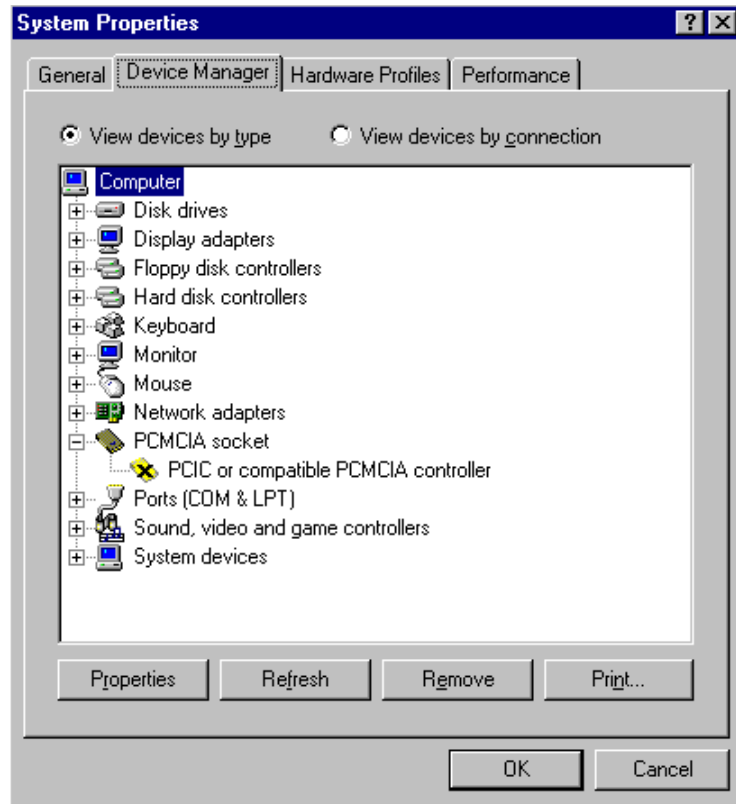 System Properties
General Device Manager Hardware Profiles Performance
View devices by type View devices by connection
Computer
Disk drives
Display adapters
Floppy disk controllers
Hard disk controllers
Keyboard
Monitor
Mouse
Network adapters
PCMCIA socket
PCIC or compatible PCMCIA controller
Ports (COM & LPT)
Sound, video and game controllers
System devices
Properties Refresh Remove Print...
OK Cancel